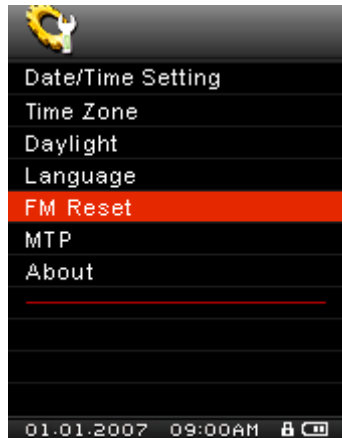 Date/Time Setting
Time Zone
Daylight
Language
FM Reset
MTP
About
01.01.2007 09:00AM